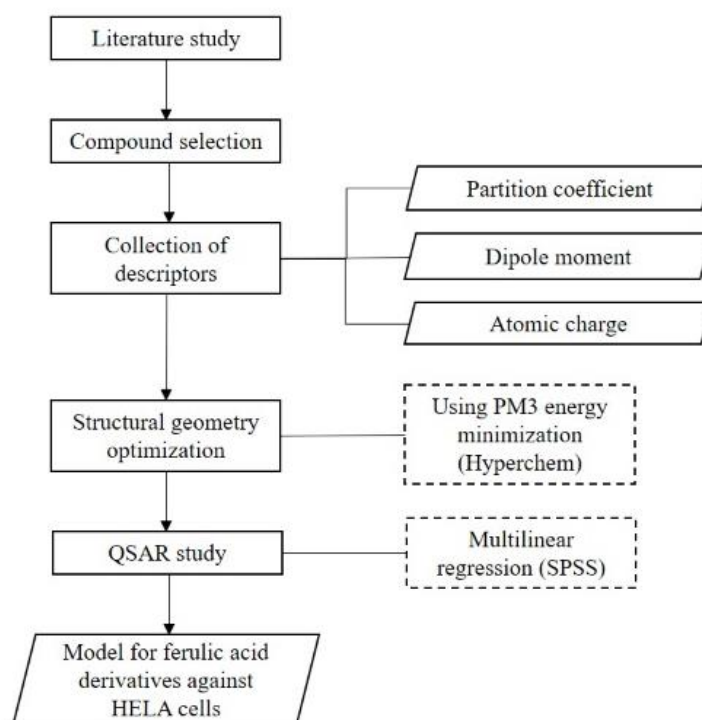 Literature study
Compound selection
Collection of
descriptors
Partition coefficient
Dipole moment
Atomic charge
Structural geometry
optimization
Using PM3 energy
minimization
(Hyperchem)
QSAR study
Multilinear
regression (SPSS)
Model for ferulic acid
derivatives against
HELA cells